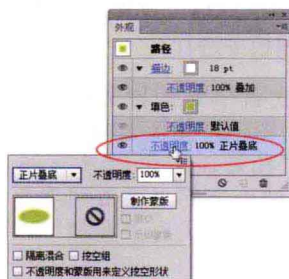 外观
路径
描边: 18 pt
不透明度: 100% 叠加
填色:
不透明度: 默认值
不透明度: 100% 正片叠底
正片叠底 不透明度: 100%
制作蒙版
隔离混合 挖空组
不透明度和蒙版用来定义挖空形状